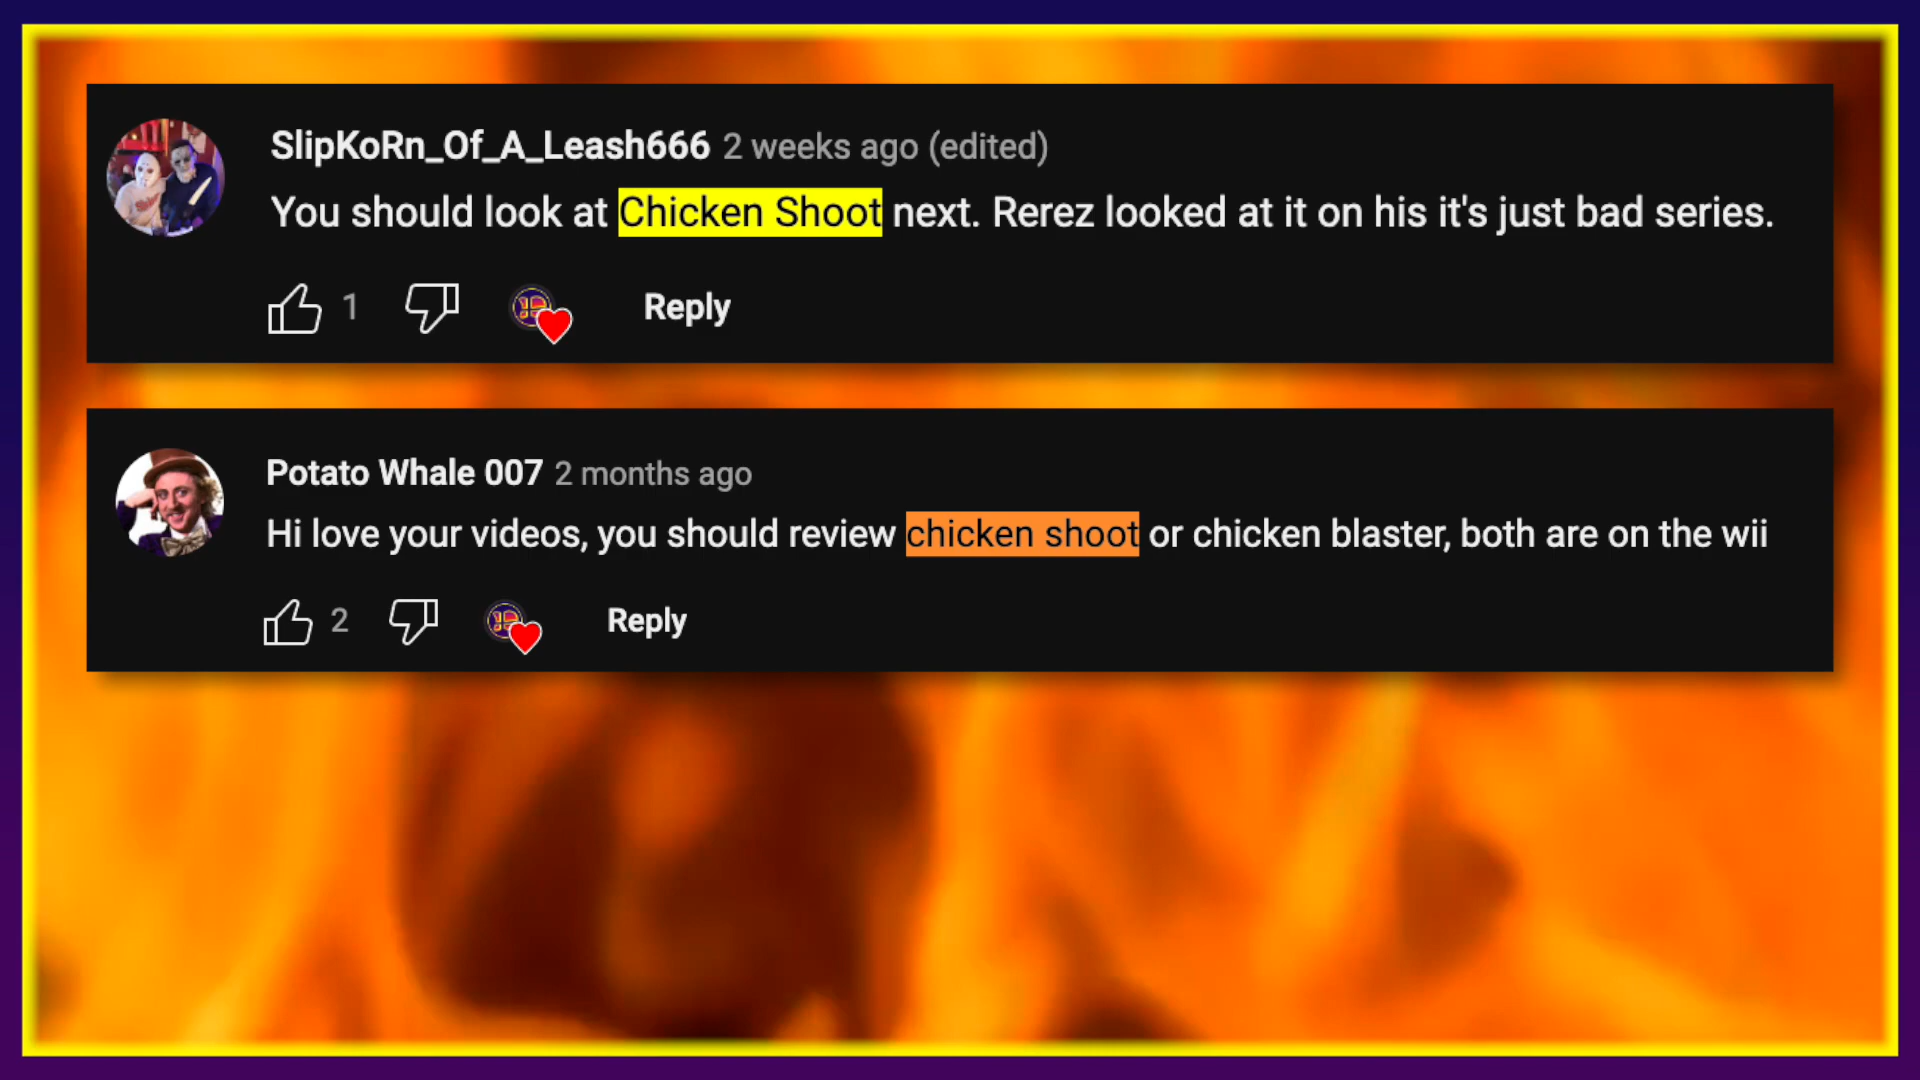 SlipKoRn_Of_A_Leash666 2 weeks ago (edited)
You should look at Chicken Shoot next. Rerez looked at it on his it's just bad series.
1 Reply
Potato Whale 007 2 months ago
Hi love your videos, you should review chicken shoot or chicken blaster, both are on the wii
2 Reply